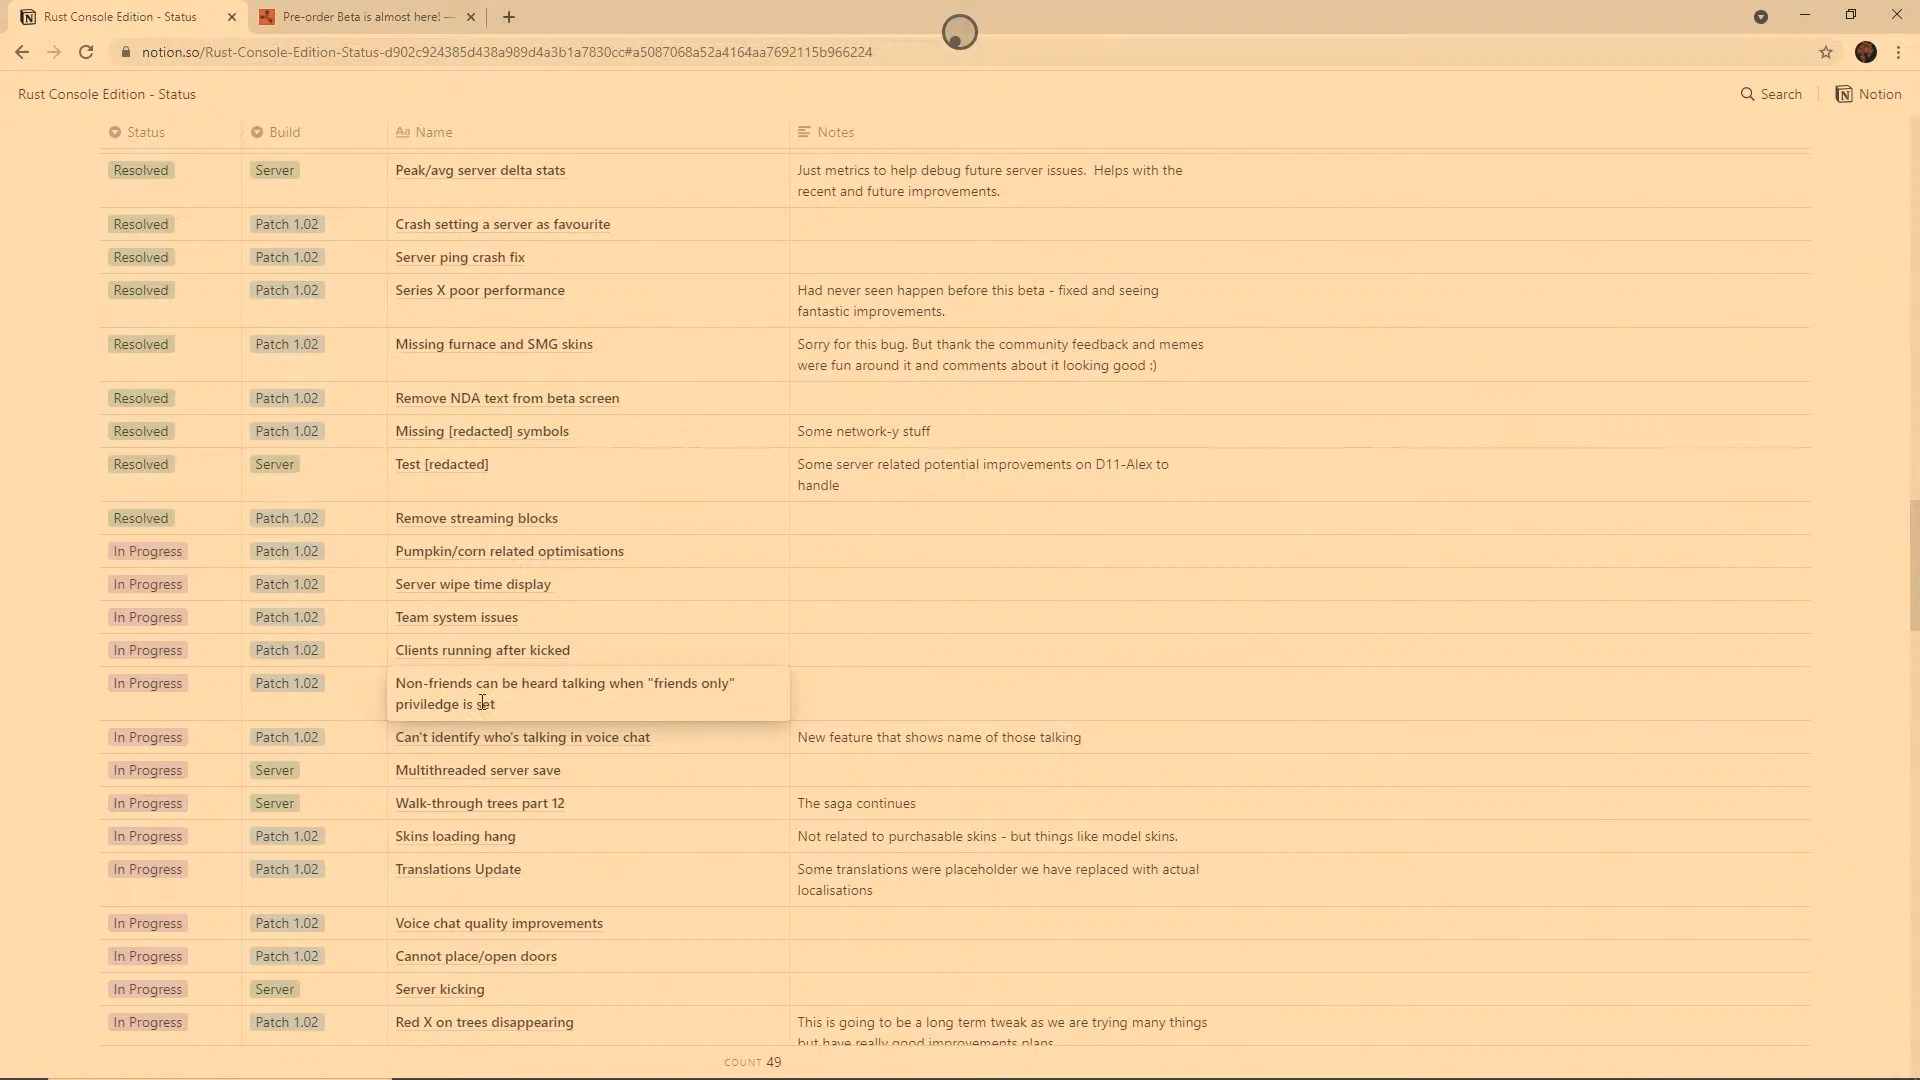 Rust Console Edition - Status
Pre-order Beta is almost here! —
notion.so/Rust-Console-Edition-Status-d902c924385d438a989d4a3b1a7830cc#a5087068a52a4164aa7692115b966224
Rust Console Edition - Status
Search
Notion
Status Build Aa Name Notes
Resolved Server Peak/avg server delta stats Just metrics to help debug future server issues. Helps with the
recent and future improvements.
Resolved Patch 1.02 Crash setting a server as favourite
Resolved Patch 1.02 Server ping crash fix
Resolved Patch 1.02 Series X poor performance Had never seen happen before this beta - fixed and seeing
fantastic improvements.
Resolved Patch 1.02 Missing furnace and SMG skins Sorry for this bug. But thank the community feedback and memes
were fun around it and comments about it looking good :)
Resolved Patch 1.02 Remove NDA text from beta screen
Resolved Patch 1.02 Missing [redacted] symbols Some network-y stuff
Resolved Server Test [redacted] Some server related potential improvements on D11-Alex to
handle
Resolved Patch 1.02 Remove streaming blocks
In Progress Patch 1.02 Pumpkin/corn related optimisations
In Progress Patch 1.02 Server wipe time display
In Progress Patch 1.02 Team system issues
In Progress Patch 1.02 Clients running after kicked
In Progress Patch 1.02 Non-friends can be heard talking when "friends only"
priviledge is set
In Progress Patch 1.02 Can't identify who's talking in voice chat New feature that shows name of those talking
In Progress Server Multithreaded server save
In Progress Server Walk-through trees part 12 The saga continues
In Progress Patch 1.02 Skins loading hang Not related to purchasable skins - but things like model skins.
In Progress Patch 1.02 Translations Update Some translations were placeholder we have replaced with actual
localisations
In Progress Patch 1.02 Voice chat quality improvements
In Progress Patch 1.02 Cannot place/open doors
In Progress Server Server kicking
In Progress Patch 1.02 Red X on trees disappearing This is going to be a long term tweak as we are trying many things
but have really good improvements plans
COUNT 49